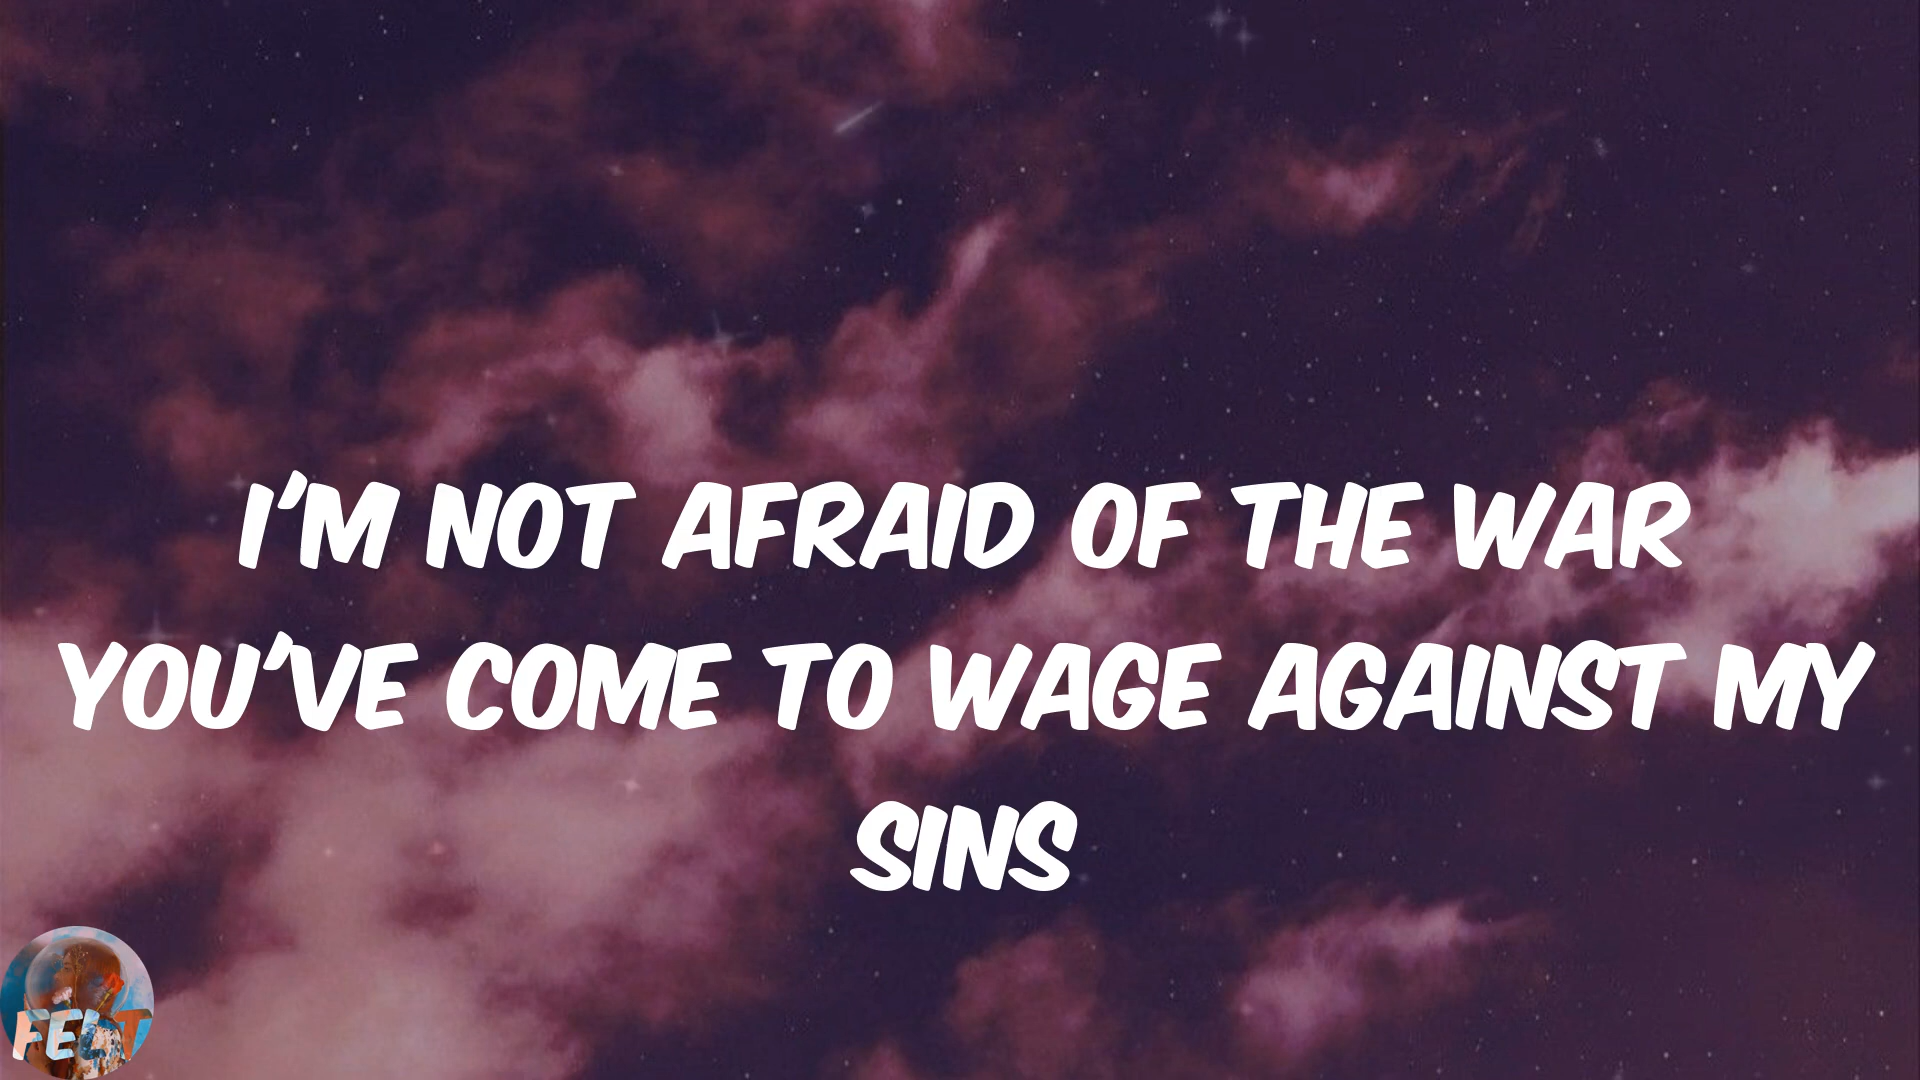 I'M NOT AFRAID OF THE WAR
YOU'VE COME TO WAGE AGAINST MY
SINS
FELT